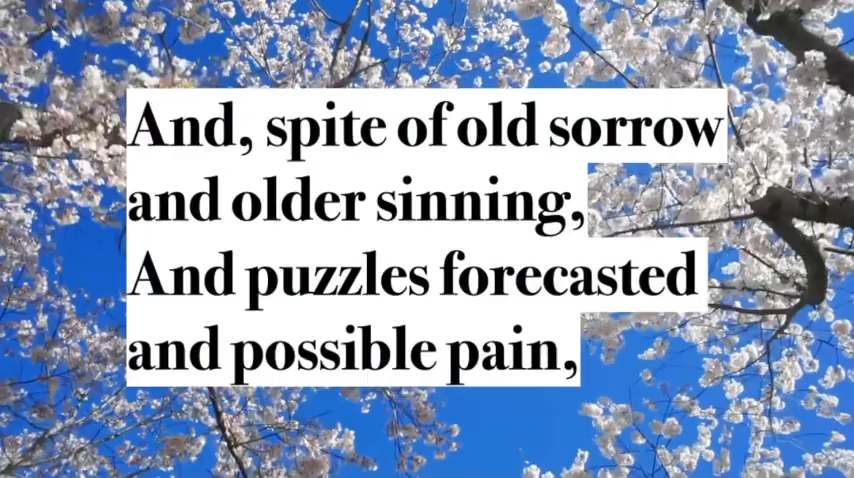 And, spite of old sorrow
and older sinning,
And puzzles forecasted
and possible pain,